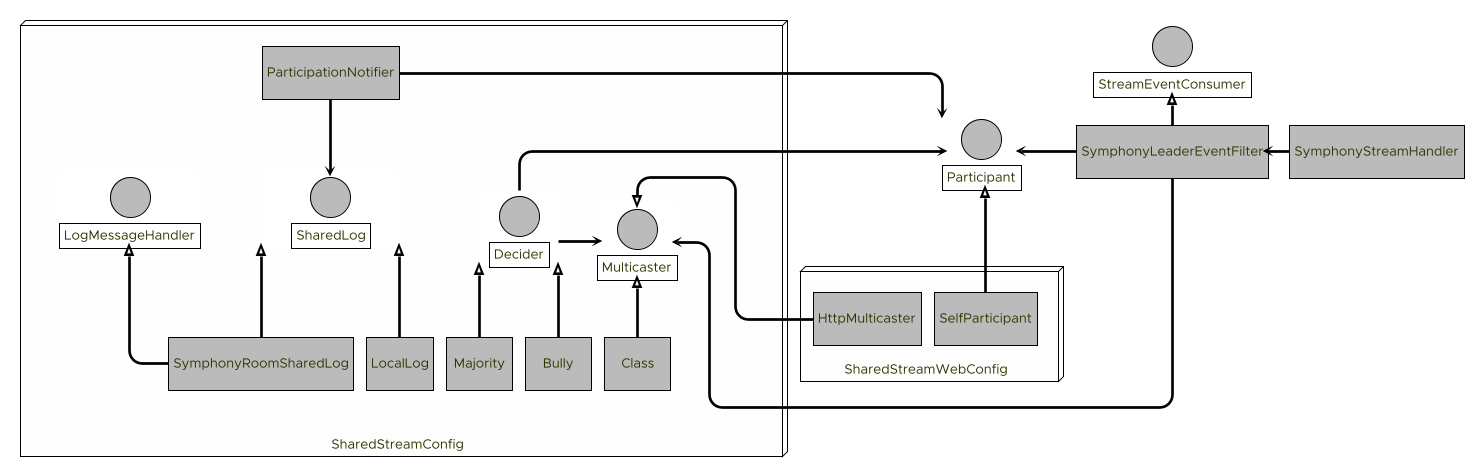 ParticipationNotifier
StreamEventConsumer
SymphonyLeaderEventFilter
SymphonyStreamHandler
Participant
LogMessageHandler
SharedLog
Decider
Multicaster
HttpMulticaster
SelfParticipant
SymphonyRoomSharedLog
LocalLog
Majority
Bully
Class
SharedStreamWebConfig
SharedStreamConfig